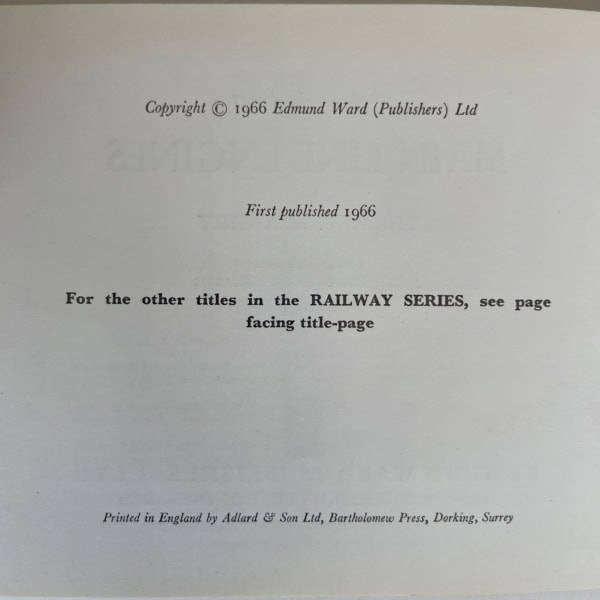 Copyright © 1966 Edmund Ward (Publishers) Ltd
First published 1966
For the other titles in the RAILWAY SERIES, see page
facing title-page
Printed in England by Adlard & Son Ltd, Bartholomew Press, Dorking, Surrey